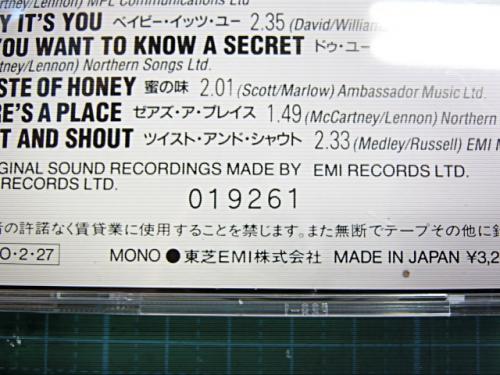 rtney/Lennon) MPL Communications Ltd
Y IT'S YOU ベイビー・イッツ・ユー 2.35 (David/William
YOU WANT TO KNOW A SECRET ドゥ・ユー
tney/Lennon) Northern Songs Ltd.
STE OF HONEY 蜜の味 2.01 (Scott/Marlow) Ambassador Music Ltd.
RE'S A PLACE ゼアズ・ア・プレイス 1.49 (McCartney/Lennon) Northern
T AND SHOUT ツイスト・アンド・シャウト 2.33 (Medley/Russell) EMI M
IGINAL SOUND RECORDINGS MADE BY EMI RECORDS LTD.
RECORDS LTD.
019261
の許諾なく賃貸業に使用することを禁じます。また無断でテープその他に録
0・2・27 MONO ●東芝EMI株式会社 MADE IN JAPAN ¥3,2